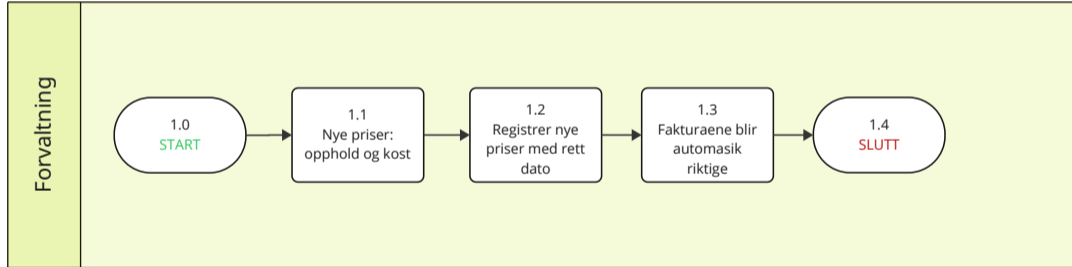 Forvaltning
1.0
START
1.1
Nye priser:
opphold og kost
1.2
Registrer nye
priser med rett
dato
1.3
Fakturaene blir
automasik
riktige
1.4
SLUTT